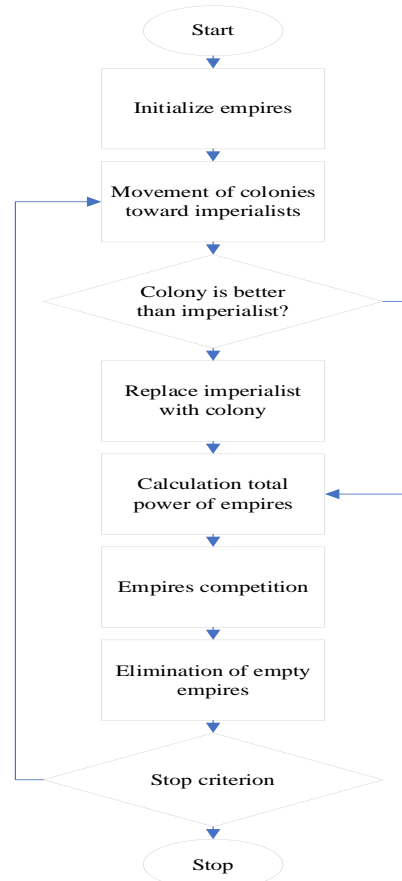 Start
Initialize empires
Movement of colonies
toward imperialists
Colony is better
than imperialist?
Replace imperialist
with colony
Calculation total
power of empires
Empires competition
Elimination of empty
empires
Stop criterion
Stop